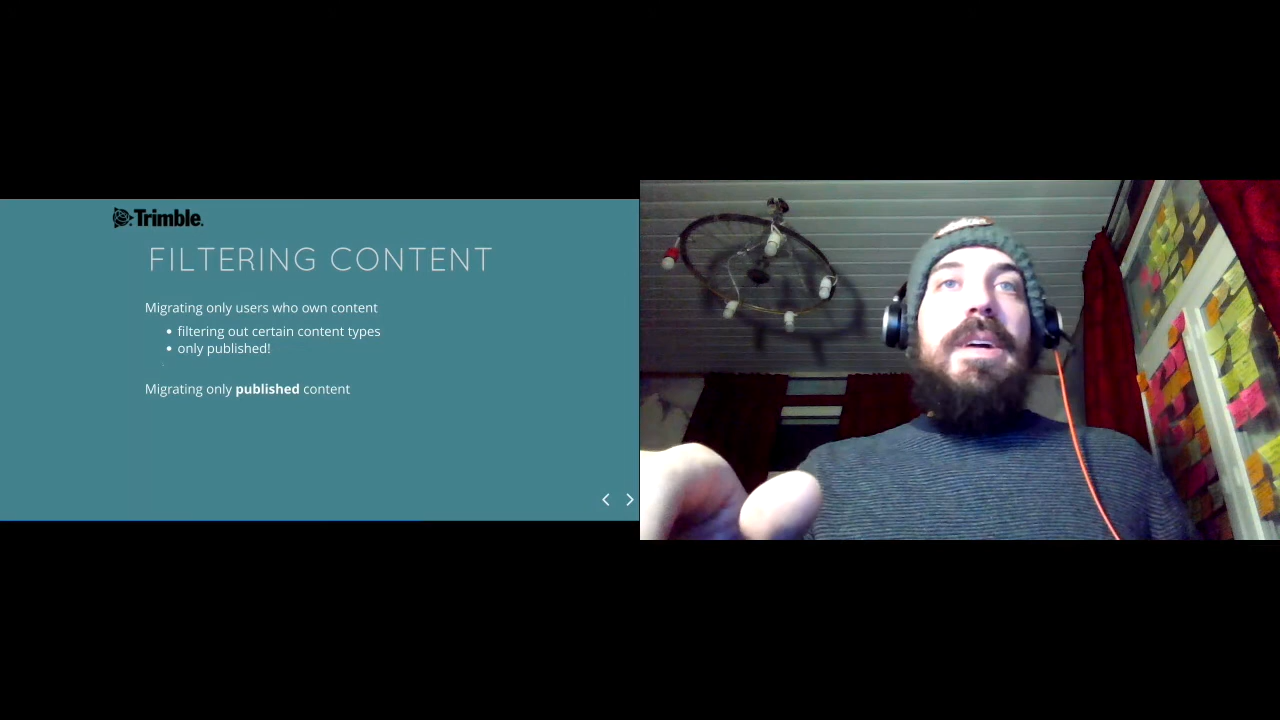 Trimble.
FILTERING CONTENT
Migrating only users who own content
• filtering out certain content types
• only published!
Migrating only published content